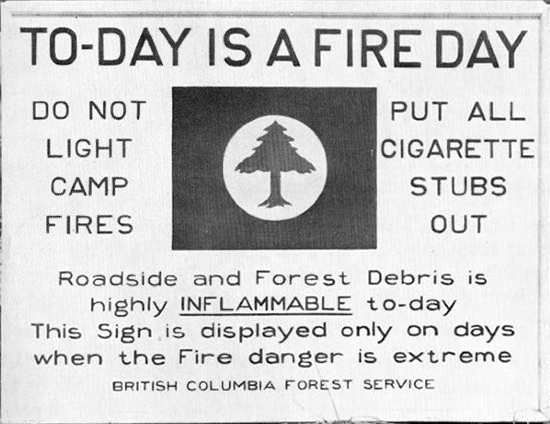 TO-DAY IS A FIRE DAY
DO NOT
LIGHT
CAMP
FIRES
PUT ALL
CIGARETTE
STUBS
OUT
Roadside and Forest Debris is
highly INFLAMMABLE to-day
This Sign is displayed only on days
when the Fire danger is extreme
BRITISH COLUMBIA FOREST SERVICE